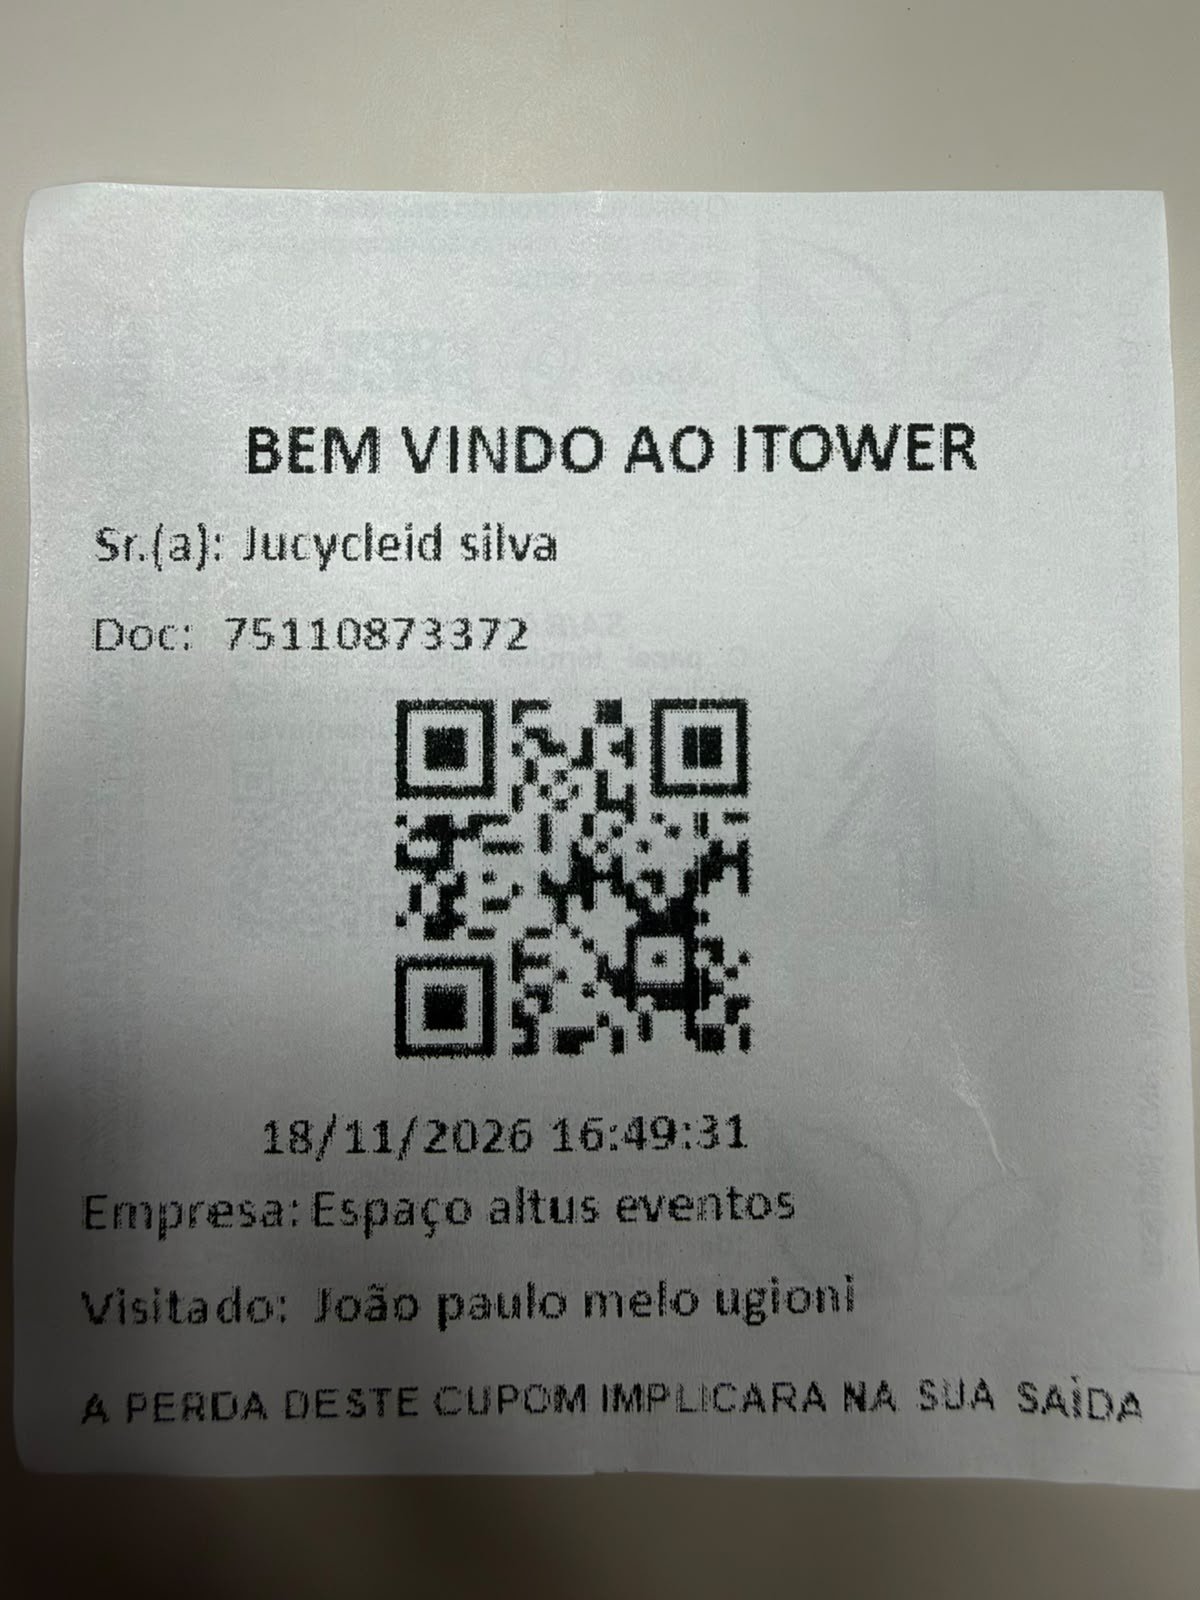 BEM VINDO AO ITOWER
Sr.(a): Jucycleid silva
Doc: 75110873372
18/11/2026 16:49:31
Empresa: Espaço altus eventos
Visitado: João paulo melo ugioni
A PERDA DESTE CUPOM IMPLICARA NA SUA SAÍDA